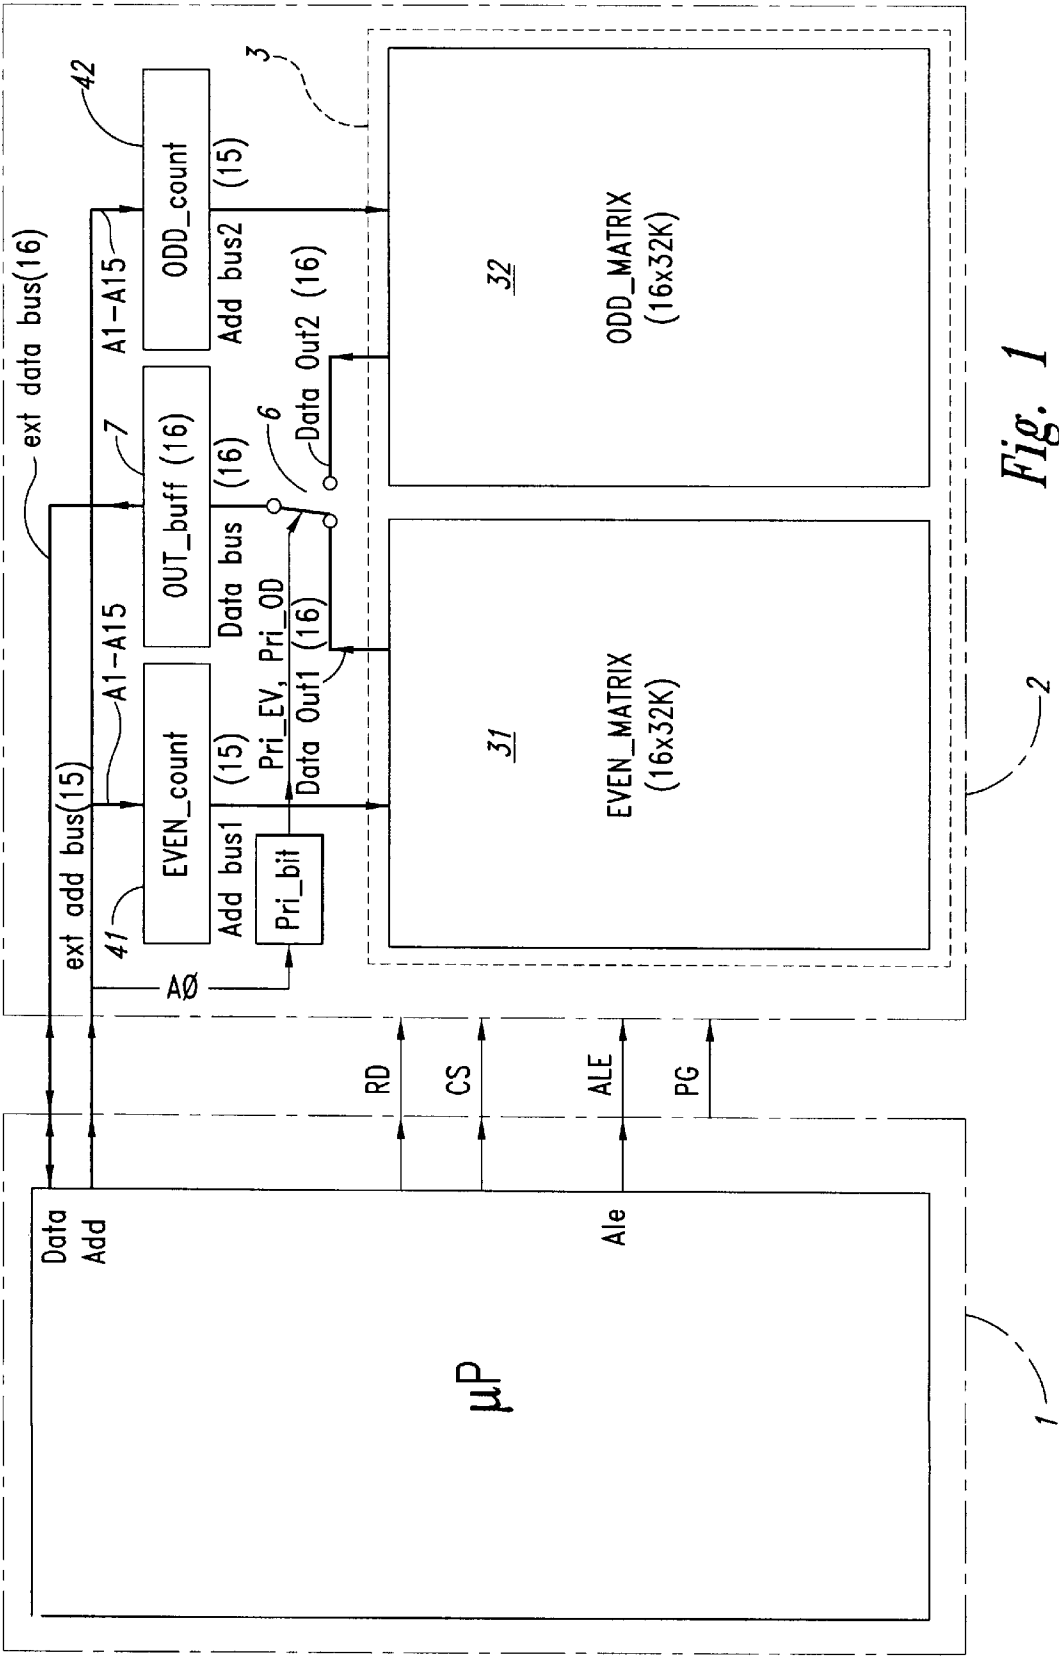 μP
Data
Add
Ale
1
RD
CS
ALE
PG
ext data bus(16)
ext add bus(15)
A1-A15
A1-A15
AØ
41
EVEN_count
Add bus1 (15)
7
OUT_buff (16)
Data bus (16)
42
ODD_count
Add bus2 (15)
Pri_bit
Pri_EV, Pri_OD
6
Data Out1 (16)
Data Out2 (16)
3
31
EVEN_MATRIX
(16x32K)
32
ODD_MATRIX
(16x32K)
2
Fig. 1